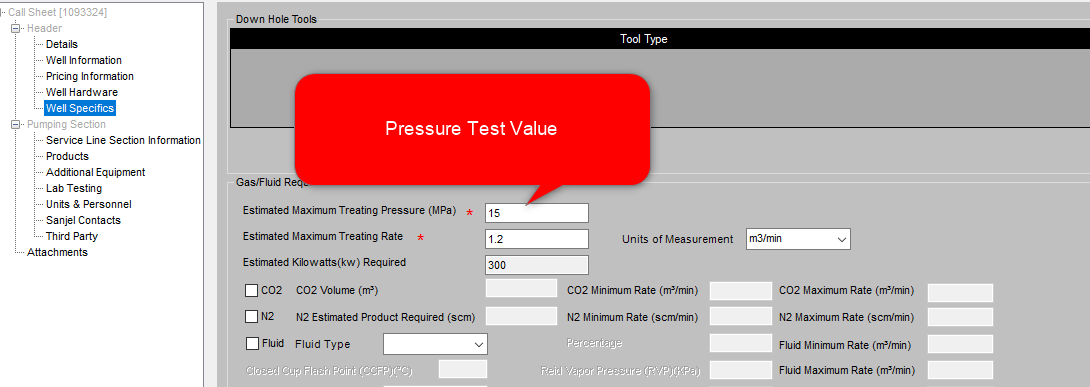 Call Sheet [1093324]
Header
Details
Well Information
Pricing Information
Well Hardware
Well Specifics
Pumping Section
Service Line Section Information
Products
Additional Equipment
Lab Testing
Units & Personnel
Sanjel Contacts
Third Party
Attachments
Down Hole Tools
Tool Type
Pressure Test Value
Gas/Fluid Requ
Estimated Maximum Treating Pressure (MPa) * 15
Estimated Maximum Treating Rate * 1.2 Units of Measurement m3/min
Estimated Kilowatts(kw) Required 300
CO2 CO2 Volume (m³) CO2 Minimum Rate (m³/min) CO2 Maximum Rate (m³/min)
N2 N2 Estimated Product Required (scm) N2 Minimum Rate (scm/min) N2 Maximum Rate (scm/min)
Fluid Fluid Type Percentage Fluid Minimum Rate (m³/min)
Closed Cup Flash Point (CCFP)(°C) Reid Vapor Pressure (RVP)(KPa) Fluid Maximum Rate (m³/min)